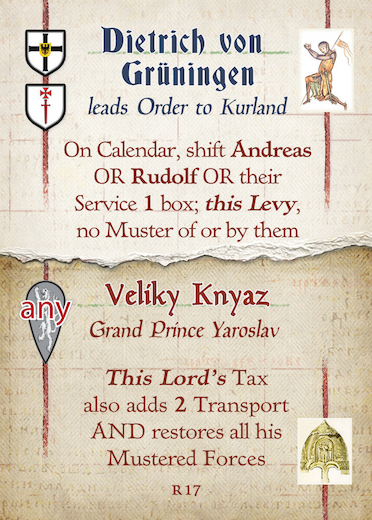 Dietrich von
Grüningen
leads Order to Kurland
On Calendar, shift Andreas
OR Rudolf OR their
Service 1 box; this Levy,
no Muster of or by them
any
Velíky Knyaz
Grand Prince Yaroslav
This Lord's Tax
also adds 2 Transport
AND restores all his
Mustered Forces
R17